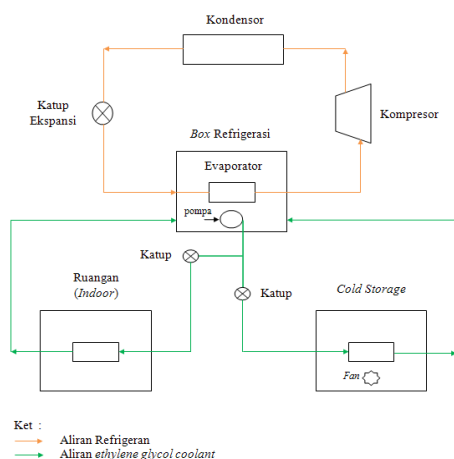 Kondensor
Katup
Ekspansi
Kompresor
Box Refrigerasi
Evaporator
pompa
Katup
Ruangan
(Indoor)
Katup
Cold Storage
Fan
Ket :
Aliran Refrigeran
Aliran ethylene glycol coolant